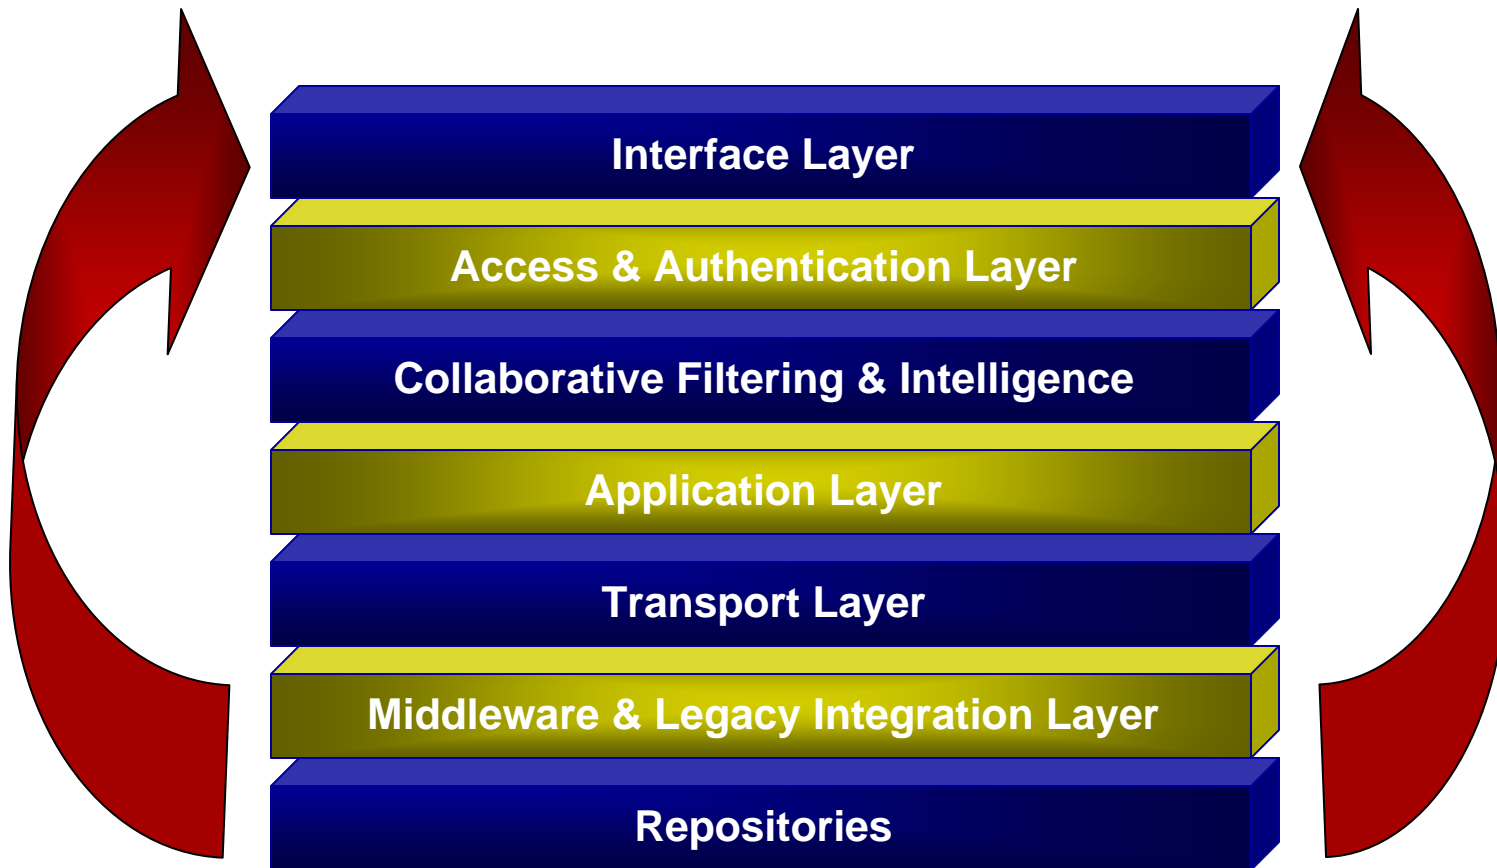 Interface Layer
Access & Authentication Layer
Collaborative Filtering & Intelligence
Application Layer
Transport Layer
Middleware & Legacy Integration Layer
Repositories